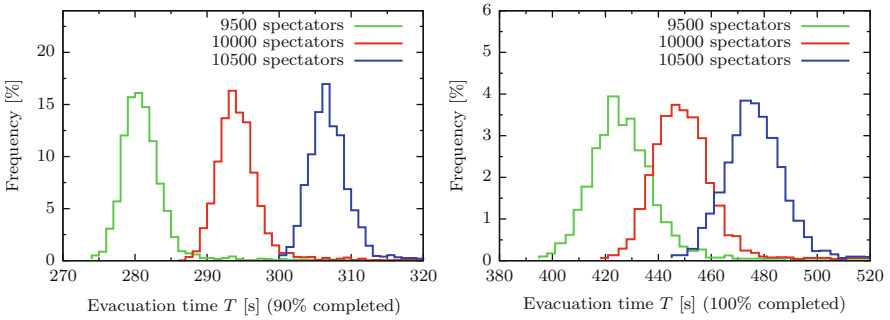 9500 spectators
10000 spectators
10500 spectators
Frequency [%]
0
5
10
15
20
270
280
290
300
310
320
Evacuation time T [s] (90% completed)
9500 spectators
10000 spectators
10500 spectators
Frequency [%]
0
1
2
3
4
5
6
380
400
420
440
460
480
500
520
Evacuation time T [s] (100% completed)